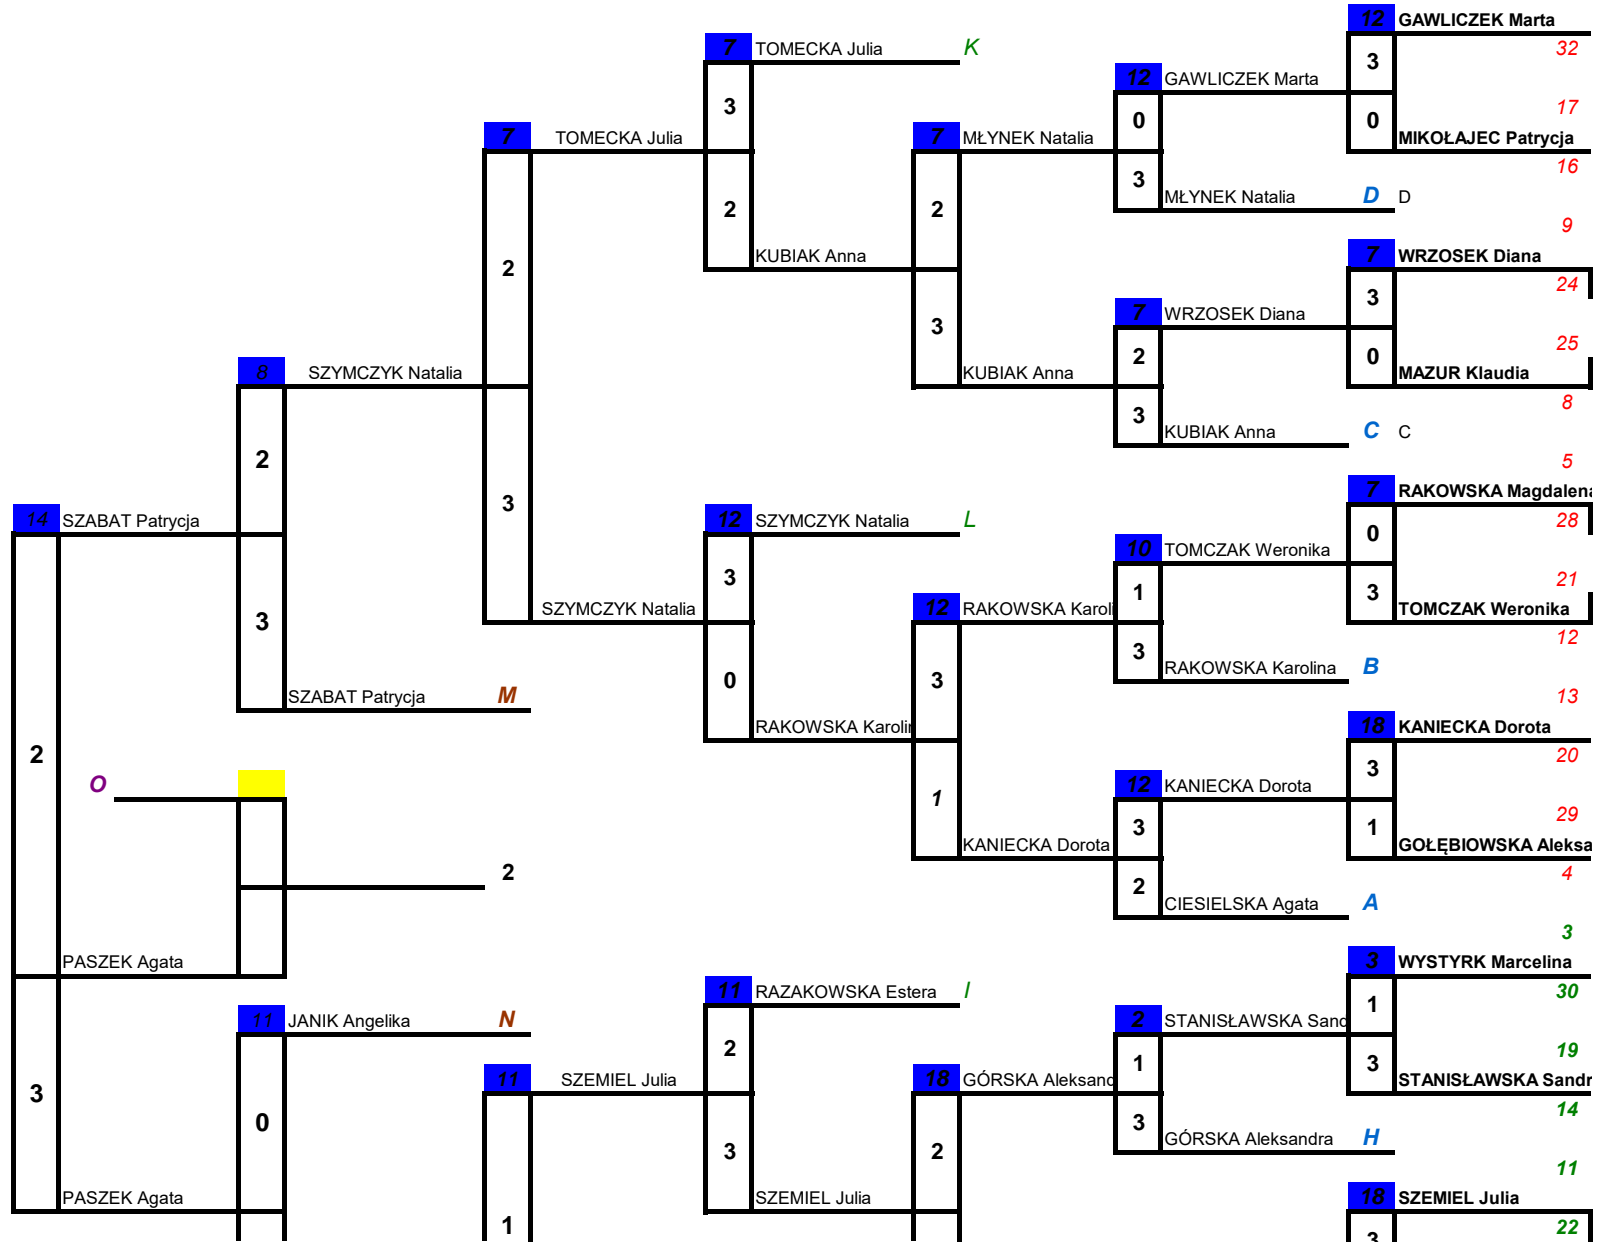 12 GAWLICZEK Marta
7 TOMECKA Julia K 32
3
12 GAWLICZEK Marta
3 17
0 0
7 TOMECKA Julia 7 MŁYNEK Natalia MIKOŁAJEC Patrycja
16
3
MŁYNEK Natalia D D
2 2
9
KUBIAK Anna 7 WRZOSEK Diana
2 24
3
7 WRZOSEK Diana
3 25
2 0
8 SZYMCZYK Natalia KUBIAK Anna MAZUR Klaudia
8
3
KUBIAK Anna C C
2 5
7 RAKOWSKA Magdalena
3
14 SZABAT Patrycja 12 SZYMCZYK Natalia L 28
0
10 TOMCZAK Weronika
3 21
1 3
SZYMCZYK Natalia 12 RAKOWSKA Karoli TOMCZAK Weronika
3 12
3
RAKOWSKA Karolina B
0 3
SZABAT Patrycja M 13
RAKOWSKA Karolin 18 KANIECKA Dorota
2 20
3
O 12 KANIECKA Dorota
1
29
3 1
KANIECKA Dorota GOŁĘBIOWSKA Aleksa
2 4
2
CIESIELSKA Agata A
3
PASZEK Agata 3 WYSTYRK Marcelina
11 RAZAKOWSKA Estera I 30
1
11 JANIK Angelika N 2 STANISŁAWSKA Sand
2 19
1 3
11 SZEMIEL Julia 18 GÓRSKA Aleksand STANISŁAWSKA Sandr
3
14
0 3
GÓRSKA Aleksandra H
3 2
11
PASZEK Agata SZEMIEL Julia 18 SZEMIEL Julia
1 22
3